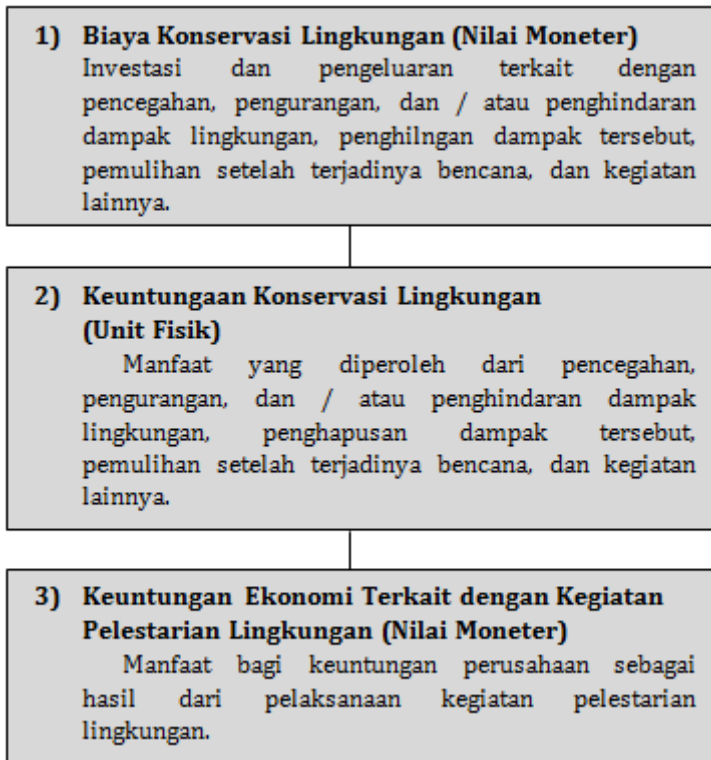 1) Biaya Konservasi Lingkungan (Nilai Moneter)
Investasi dan pengeluaran terkait dengan
pencegahan, pengurangan, dan / atau penghindaran
dampak lingkungan, penghilngan dampak tersebut,
pemulihan setelah terjadinya bencana, dan kegiatan
lainnya.
2) Keuntungaan Konservasi Lingkungan
(Unit Fisik)
Manfaat yang diperoleh dari pencegahan,
pengurangan, dan / atau penghindaran dampak
lingkungan, penghapusan dampak tersebut,
pemulihan setelah terjadinya bencana, dan kegiatan
lainnya.
3) Keuntungan Ekonomi Terkait dengan Kegiatan
Pelestarian Lingkungan (Nilai Moneter)
Manfaat bagi keuntungan perusahaan sebagai
hasil dari pelaksanaan kegiatan pelestarian
lingkungan.